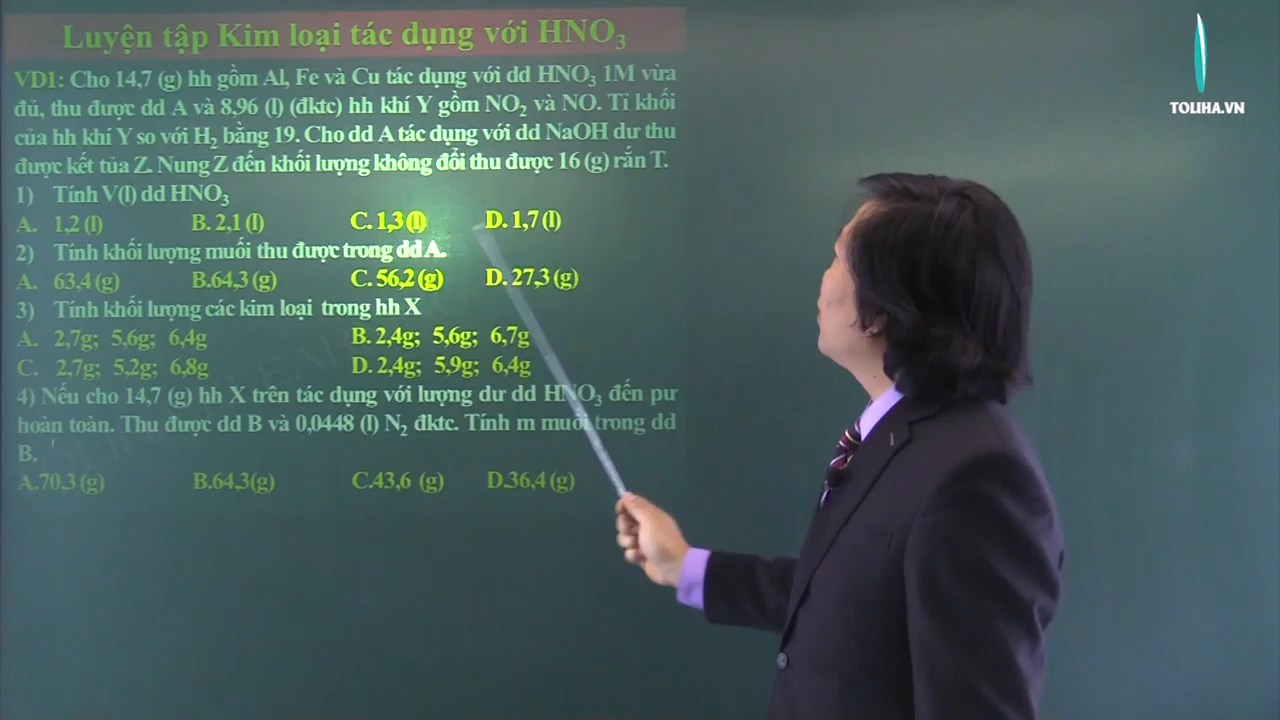 Luyện tập Kim loại tác dụng với HNO₃
TOLIHA.VN
VD1: Cho 14,7 (g) hh gồm Al, Fe và Cu tác dụng với dd HNO₃ 1M vừa
đủ, thu được dd A và 8,96 (l) (đktc) hh khí Y gồm NO₂ và NO. Tỉ khối
của hh khí Y so với H₂ bằng 19. Cho dd A tác dụng với dd NaOH dư thu
được kết tủa Z. Nung Z đến khối lượng không đổi thu được 16 (g) rắn T.
1) Tính V(l) dd HNO₃
A. 1,2 (l) B. 2,1 (l) C. 1,3 (l) D. 1,7 (l)
2) Tính khối lượng muối thu được trong dd A.
A. 63,4 (g) B.64,3 (g) C. 56,2 (g) D. 27,3 (g)
3) Tính khối lượng các kim loại trong hh X
A. 2,7g; 5,6g; 6,4g B. 2,4g; 5,6g; 6,7g
C. 2,7g; 5,2g; 6,8g D. 2,4g; 5,9g; 6,4g
4) Nếu cho 14,7 (g) hh X trên tác dụng với lượng dư dd HNO₃ đến pư
hoàn toàn. Thu được dd B và 0,0448 (l) N₂ đktc. Tính m muối trong dd
B.
A.70.3 (g) B.64,3(g) C.43,6 (g) D.36,4 (g)